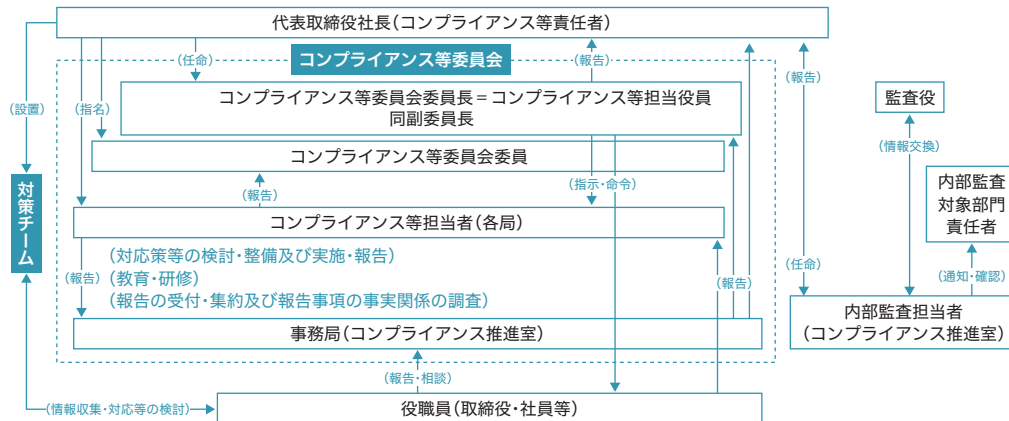 代表取締役社長（コンプライアンス等責任者）
（任命）
コンプライアンス等委員会
（報告）
（報告）
（設置）
（指名）
コンプライアンス等委員会委員長＝コンプライアンス等担当役員
同副委員長
監査役
（情報交換）
コンプライアンス等委員会委員
（報告）
（指示・命令）
対策チーム
内部監査
対象部門
責任者
コンプライアンス等担当者（各局）
（対応策等の検討・整備及び実施・報告）
（報告）
（教育・研修）
（報告の受付・集約及び報告事項の事実関係の調査）
（報告）
（任命）
（通知・確認）
事務局（コンプライアンス推進室）
内部監査担当者
（コンプライアンス推進室）
（報告・相談）
（情報収集・対応等の検討）
役職員（取締役・社員等）